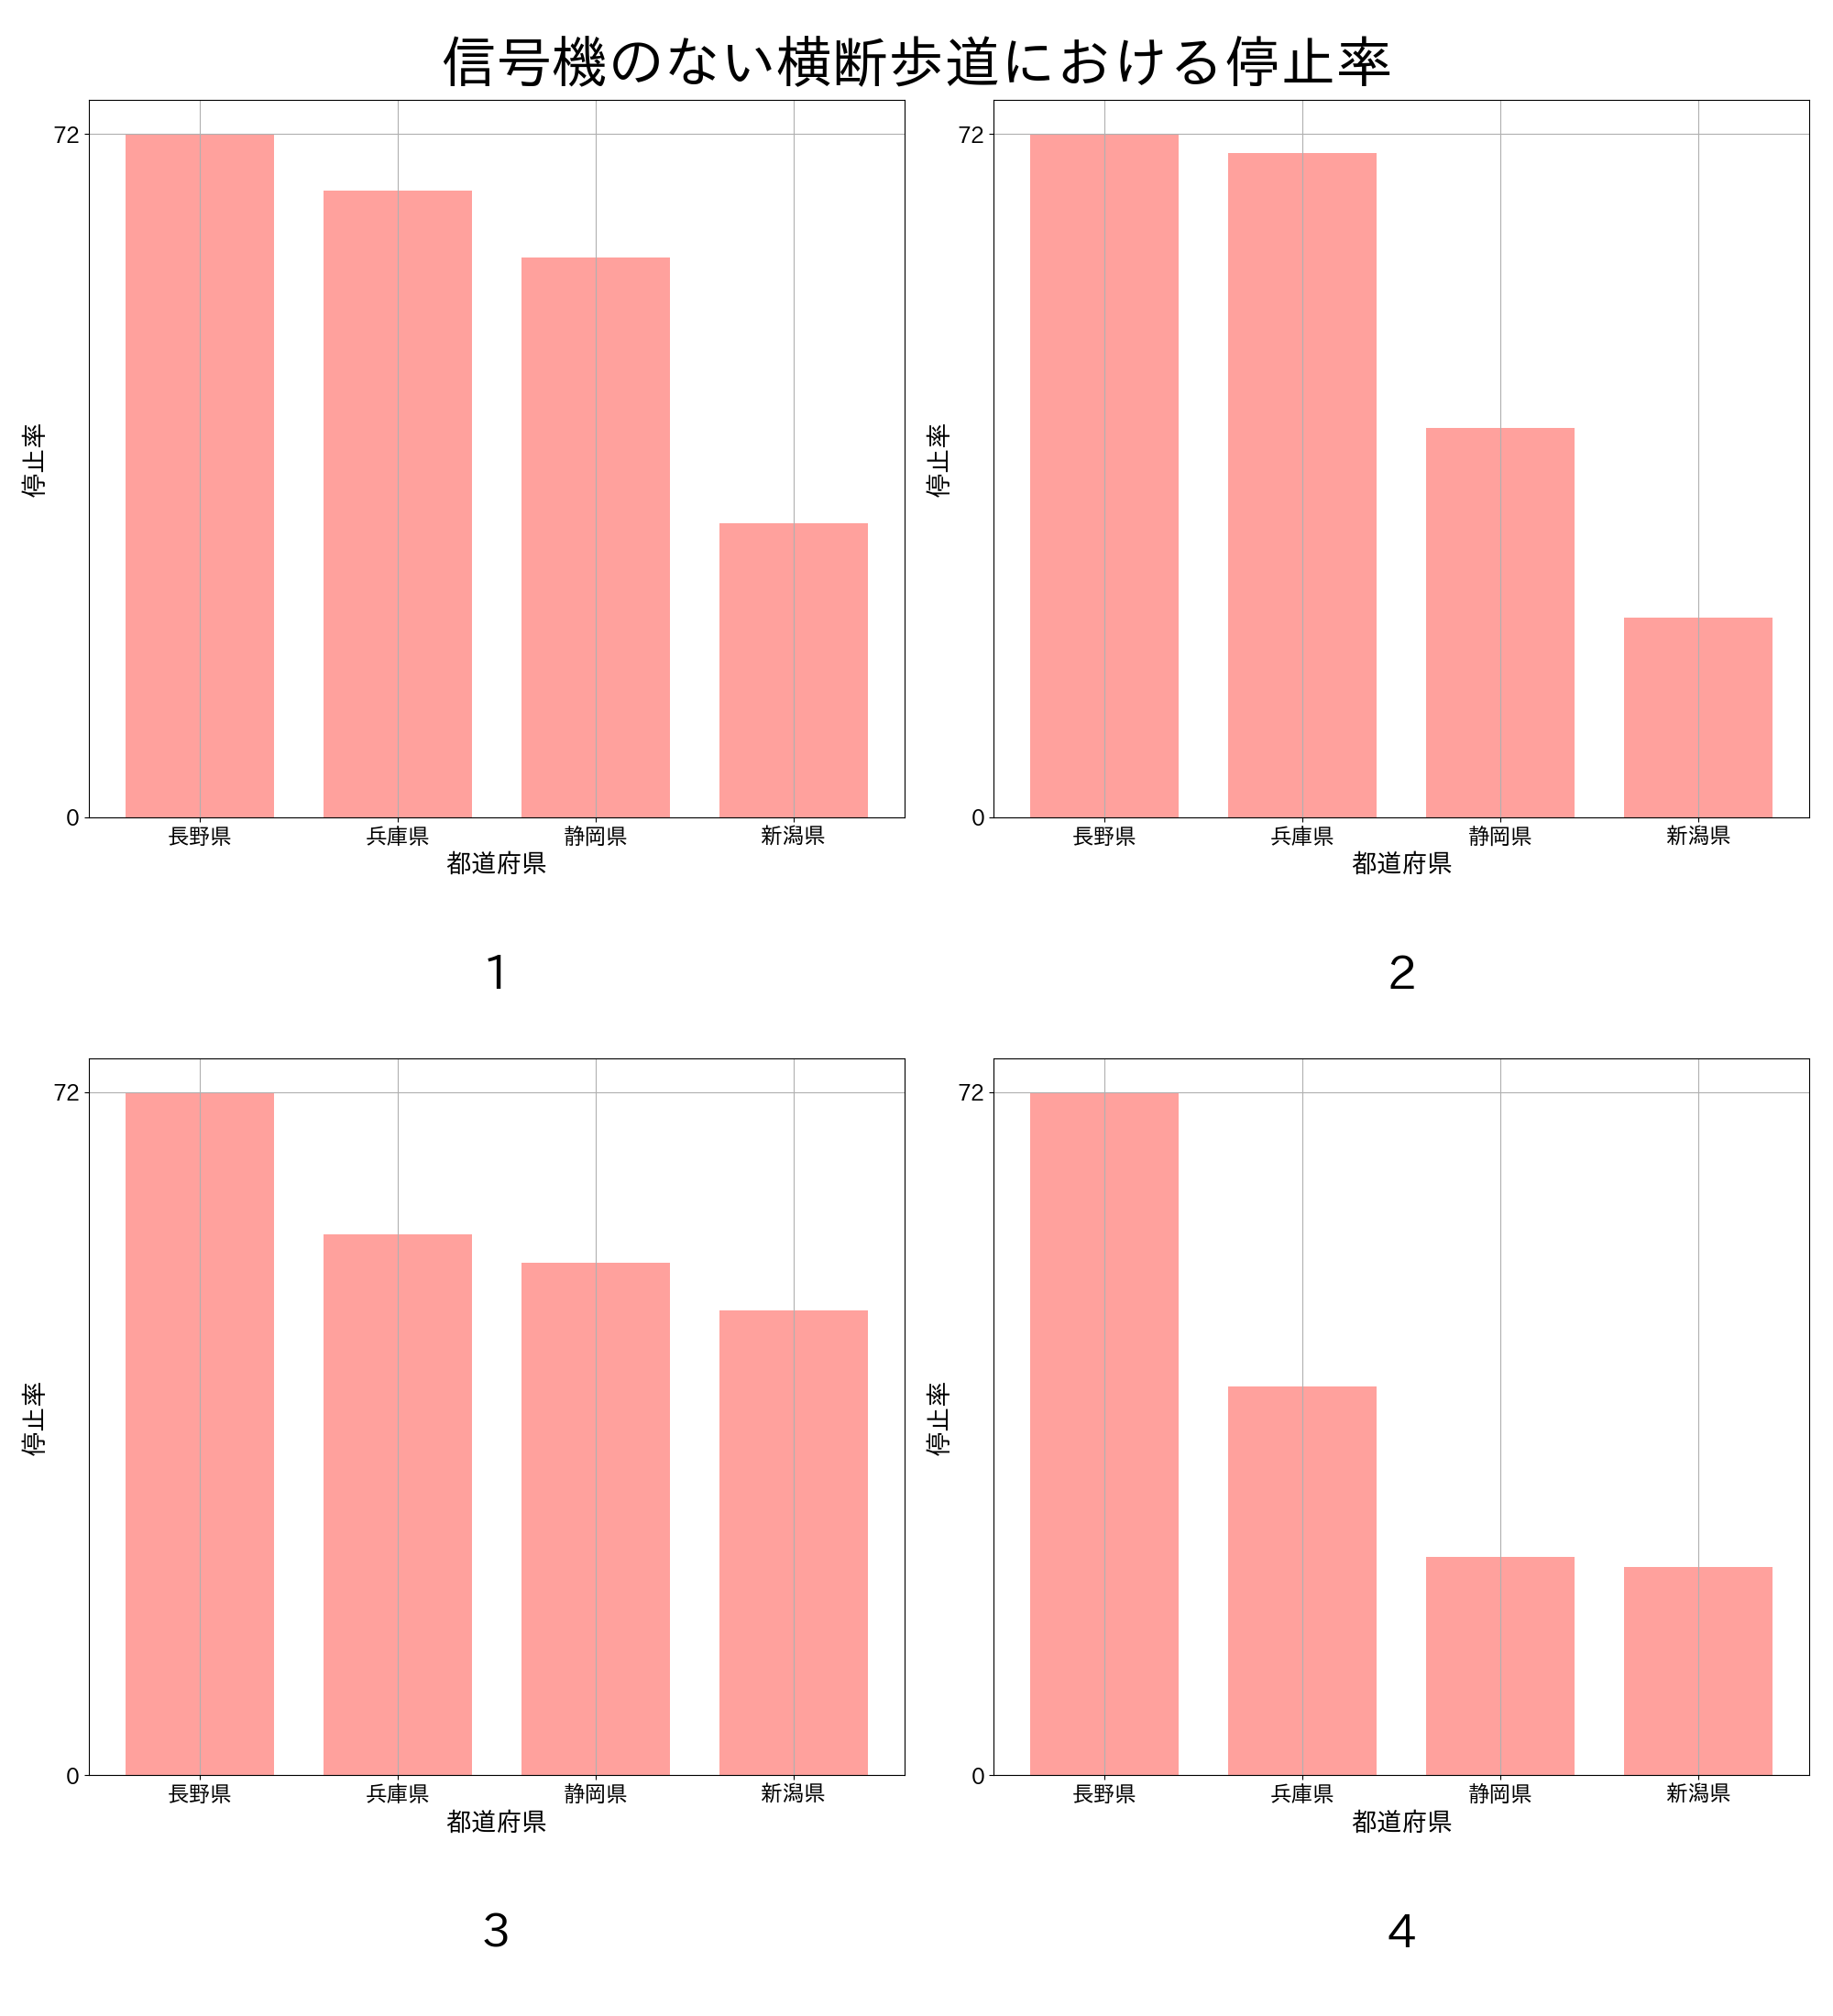 信号機のない横断歩道における停止率
72
0
停止率
長野県 兵庫県 静岡県 新潟県
都道府県
1
72
0
停止率
長野県 兵庫県 静岡県 新潟県
都道府県
2
72
0
停止率
長野県 兵庫県 静岡県 新潟県
都道府県
3
72
0
停止率
長野県 兵庫県 静岡県 新潟県
都道府県
4